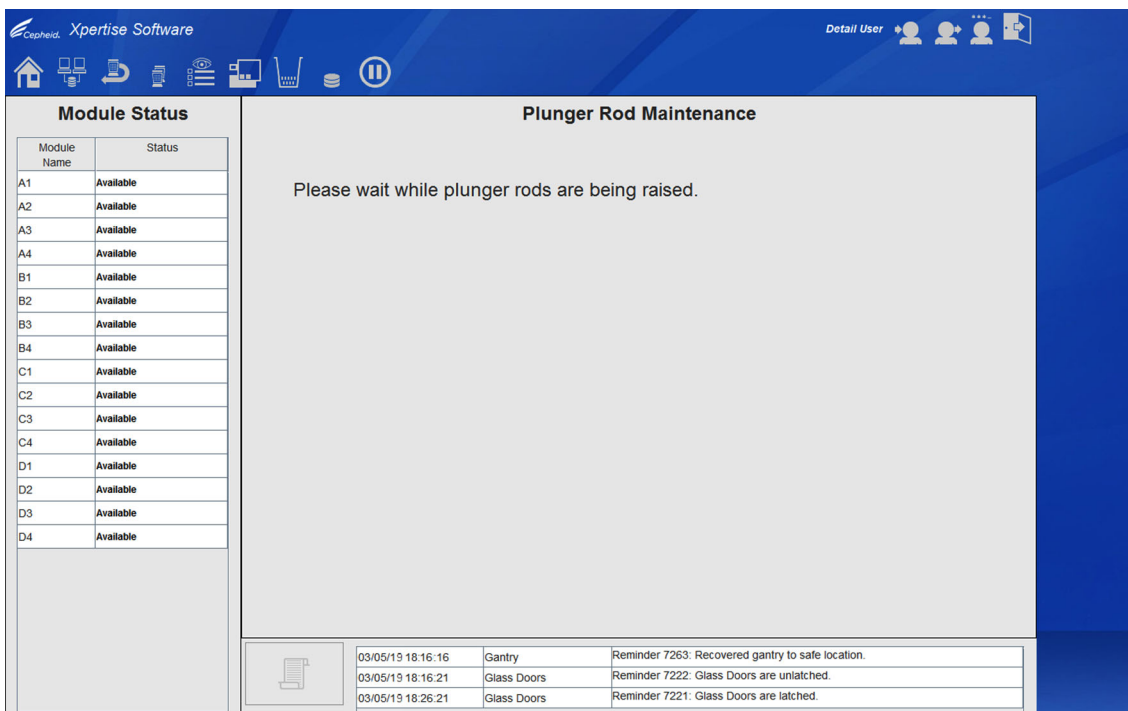 Cepheid. Xpertise Software
Detail User
Module Status
Module Name Status
A1 Available
A2 Available
A3 Available
A4 Available
B1 Available
B2 Available
B3 Available
B4 Available
C1 Available
C2 Available
C3 Available
C4 Available
D1 Available
D2 Available
D3 Available
D4 Available
Plunger Rod Maintenance
Please wait while plunger rods are being raised.
03/05/19 18:16:16 Gantry Reminder 7263: Recovered gantry to safe location.
03/05/19 18:16:21 Glass Doors Reminder 7222: Glass Doors are unlatched.
03/05/19 18:26:21 Glass Doors Reminder 7221: Glass Doors are latched.